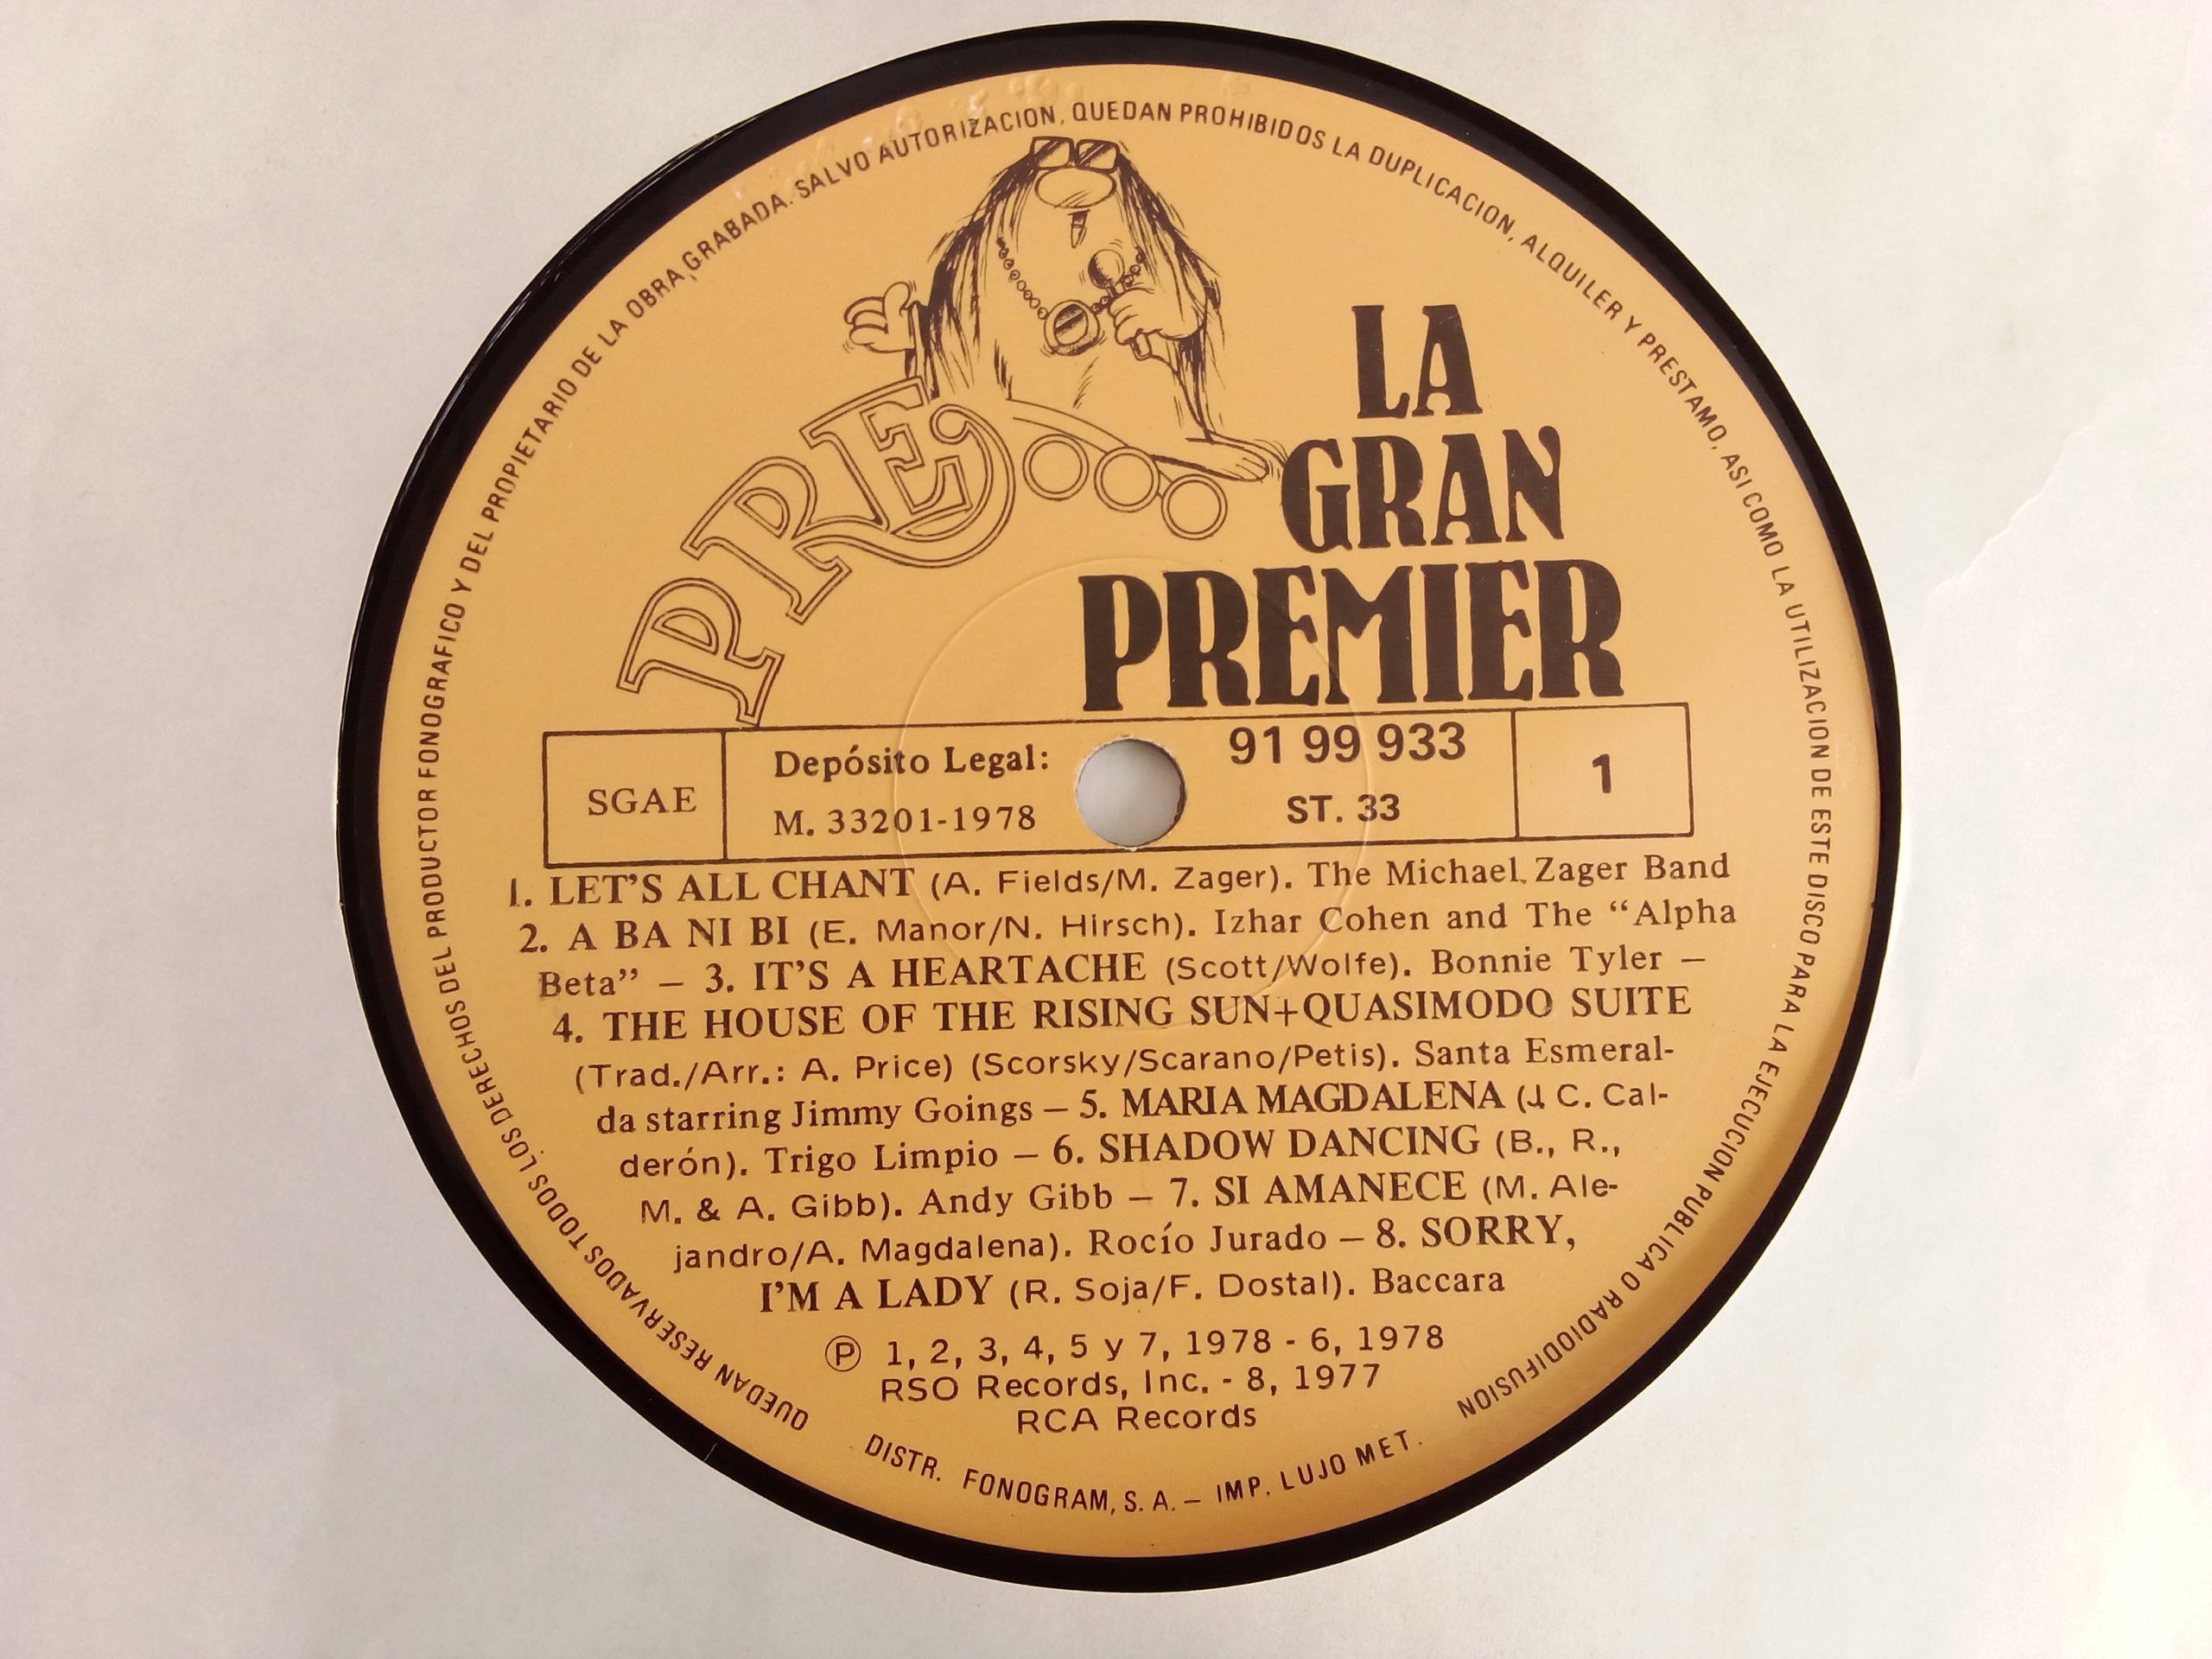 QUEDAN RESERVADOS TODOS LOS DERECHOS DEL PRODUCTOR FONOGRAFICO Y DEL PROPIETARIO DE LA OBRA GRABADA. SALVO AUTORIZACION, QUEDAN PROHIBIDOS LA DUPLICACION, ALQUILER Y PRESTAMO, ASI COMO LA UTILIZACION DE ESTE DISCO PARA LA EJECUCION PUBLICA O RADIODIFUSION
PRE
LA
GRAN
PREMIER
SGAE
Depósito Legal:
M. 33201-1978
91 99 933
ST. 33
1
1. LET'S ALL CHANT (A. Fields/M. Zager). The Michael Zager Band
2. A BA NI BI (E. Manor/N. Hirsch). Izhar Cohen and The “Alpha
Beta” – 3. IT'S A HEARTACHE (Scott/Wolfe). Bonnie Tyler –
4. THE HOUSE OF THE RISING SUN+QUASIMODO SUITE
(Trad./Arr.: A. Price) (Scorsky/Scarano/Petis). Santa Esmeral-
da starring Jimmy Goings – 5. MARIA MAGDALENA (J. C. Cal-
derón). Trigo Limpio – 6. SHADOW DANCING (B., R.,
M. & A. Gibb). Andy Gibb – 7. SI AMANECE (M. Ale-
jandro/A. Magdalena). Rocío Jurado – 8. SORRY,
I'M A LADY (R. Soja/F. Dostal). Baccara
Ⓟ 1, 2, 3, 4, 5 y 7, 1978 - 6, 1978
RSO Records, Inc. - 8, 1977
RCA Records
DISTR. FONOGRAM, S. A. – IMP. LUJO MET.